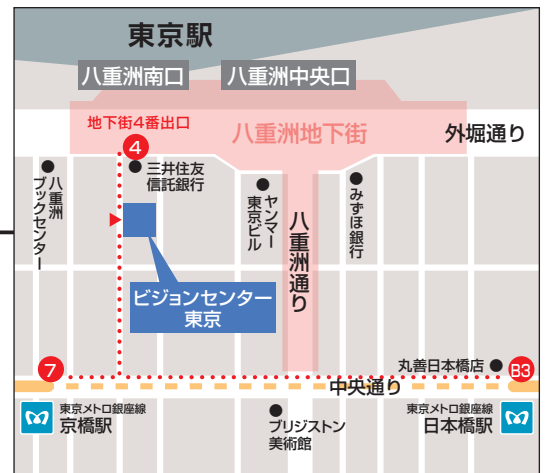 東京駅
八重洲南口
八重洲中央口
地下街4番出口
八重洲地下街
外堀通り
4
三井住友
信託銀行
八重洲
ブックセンター
ヤンマー
東京ビル
みずほ銀行
八重洲通り
ビジョンセンター
東京
7
丸善日本橋店
B3
中央通り
東京メトロ銀座線
京橋駅
ブリジストン
美術館
東京メトロ銀座線
日本橋駅